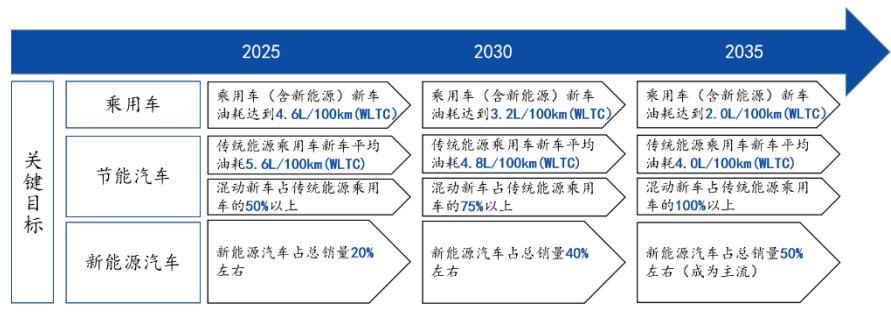 2025
2030
2035
关键目标
乘用车
乘用车（含新能源）新车
油耗达到4.6L/100km(WLTC)
乘用车（含新能源）新车
油耗达到3.2L/100km(WLTC)
乘用车（含新能源）新车
油耗达到2.0L/100km(WLTC)
节能汽车
传统能源乘用车新车平均
油耗5.6L/100km(WLTC)
传统能源乘用车新车平均
油耗4.8L/100km(WLTC)
传统能源乘用车新车平均
油耗4.0L/100km(WLTC)
混动新车占传统能源乘用
车的50%以上
混动新车占传统能源乘用
车的75%以上
混动新车占传统能源乘用
车的100%以上
新能源汽车
新能源汽车占总销量20%
左右
新能源汽车占总销量40%
左右
新能源汽车占总销量50%
左右（成为主流）